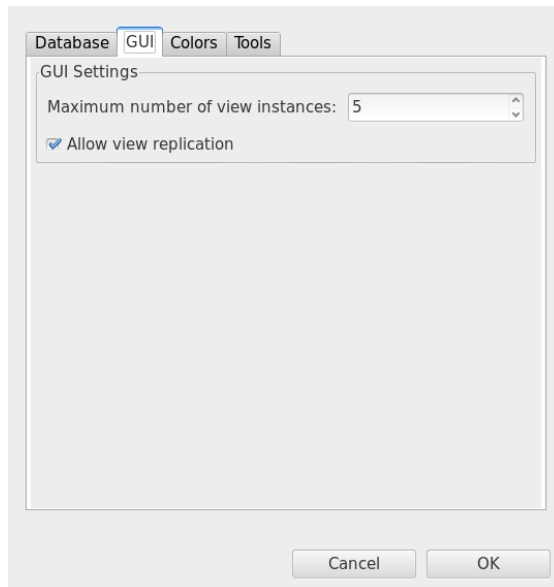 Database GUI Colors Tools
GUI Settings
Maximum number of view instances: 5
Allow view replication
Cancel OK